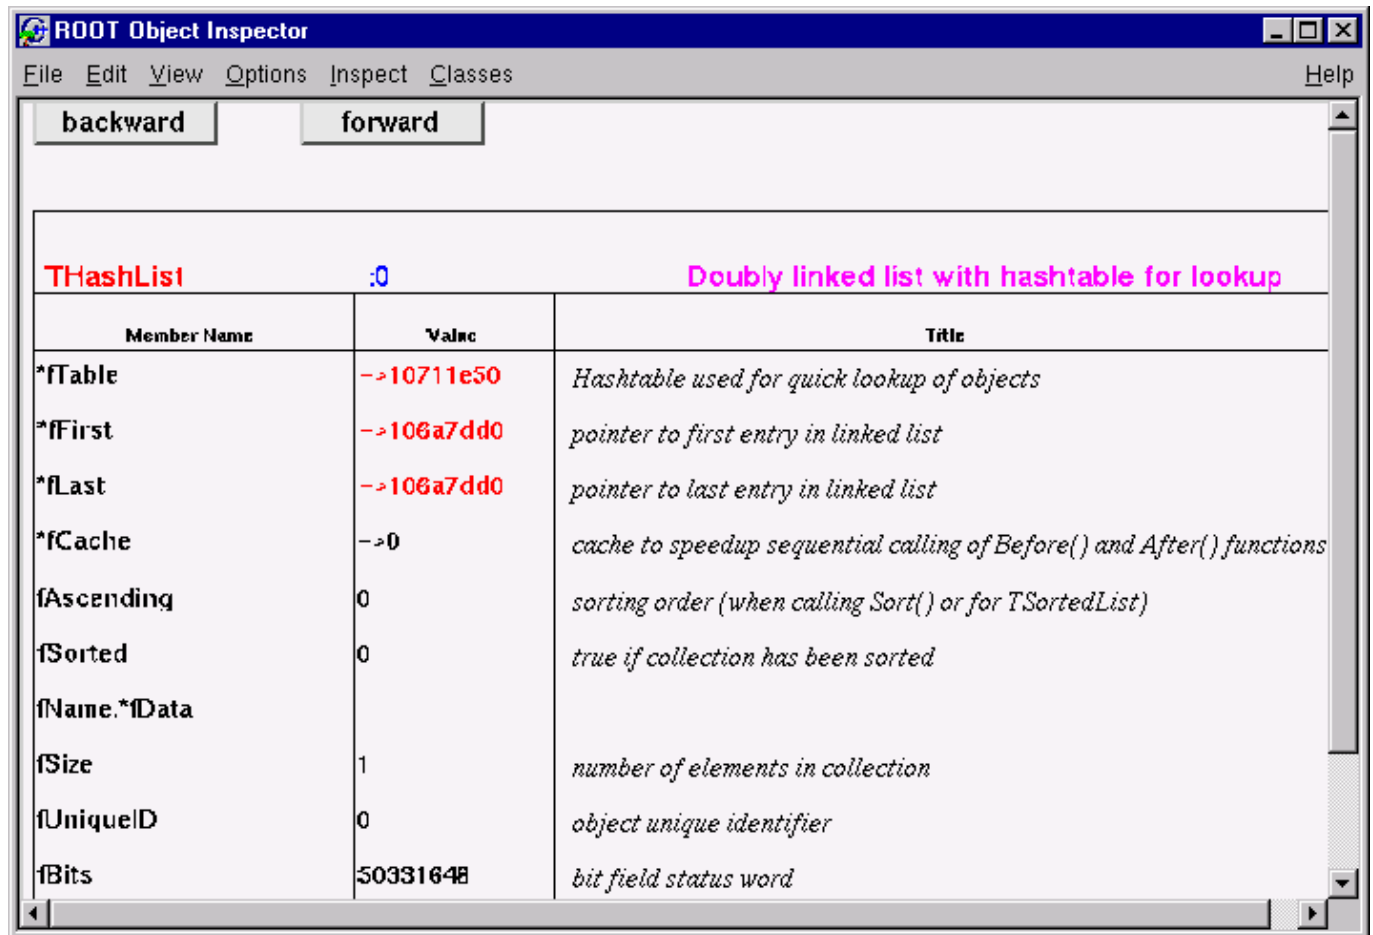 ROOT Object Inspector
File Edit View Options Inspect Classes Help
backward forward
THashList :0 Doubly linked list with hashtable for lookup
Member Name Value Title
*fTable ->10711e50 Hashtable used for quick lookup of objects
*fFirst ->106a7dd0 pointer to first entry in linked list
*fLast ->106a7dd0 pointer to last entry in linked list
*fCache ->0 cache to speedup sequential calling of Before() and After() functions
fAscending 0 sorting order (when calling Sort() or for TSortedList)
fSorted 0 true if collection has been sorted
fName.*fData
fSize 1 number of elements in collection
fUniqueID 0 object unique identifier
fBits 50331648 bit field status word